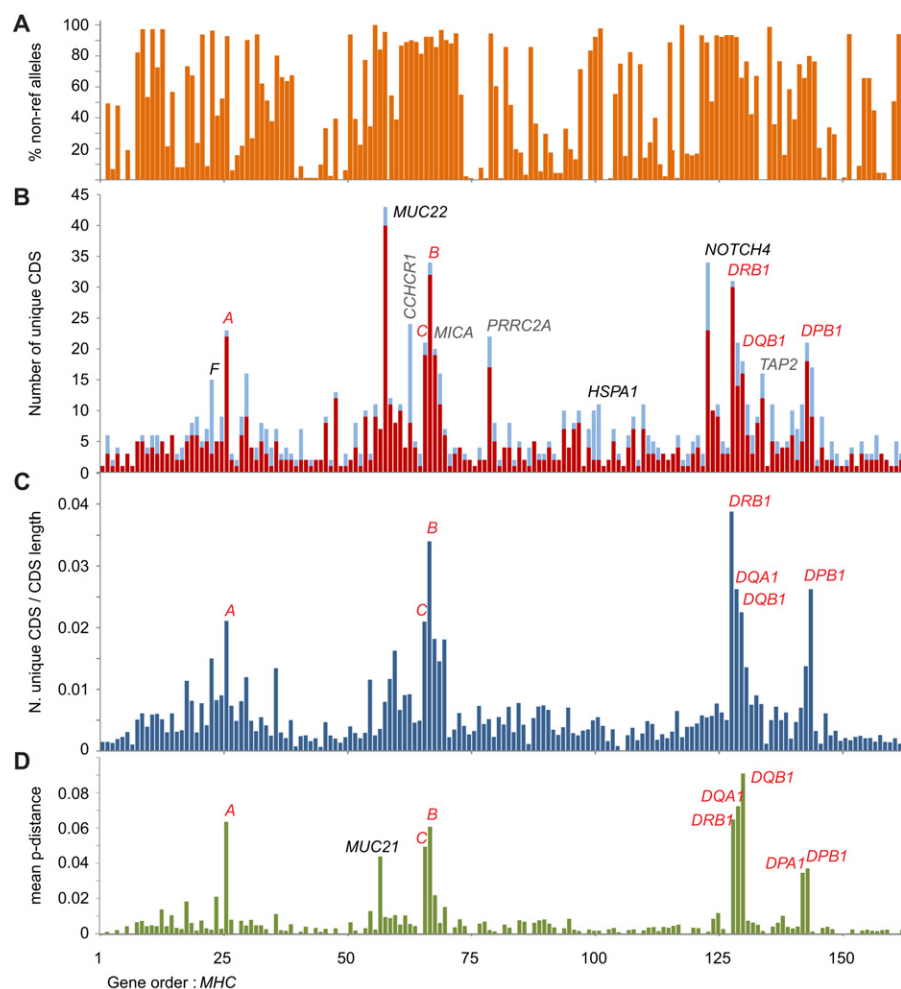 A
% non-ref alleles
100
80
60
40
20
B
Number of unique CDS
45
40
35
30
25
20
15
10
5
0
F
A
MUC22
CCHCR1
C
B
MICA
PRRC2A
HSPA1
NOTCH4
DRB1
DQB1
TAP2
DPB1
C
N. unique CDS / CDS length
0.04
0.03
0.02
0.01
0
A
C
B
DRB1
DQA1
DQB1
DPB1
D
mean p-distance
0.08
0.06
0.04
0.02
0
A
MUC21
C
B
DQB1
DQA1
DRB1
DPA1
DPB1
1 25 50 75 100 125 150
Gene order : MHC